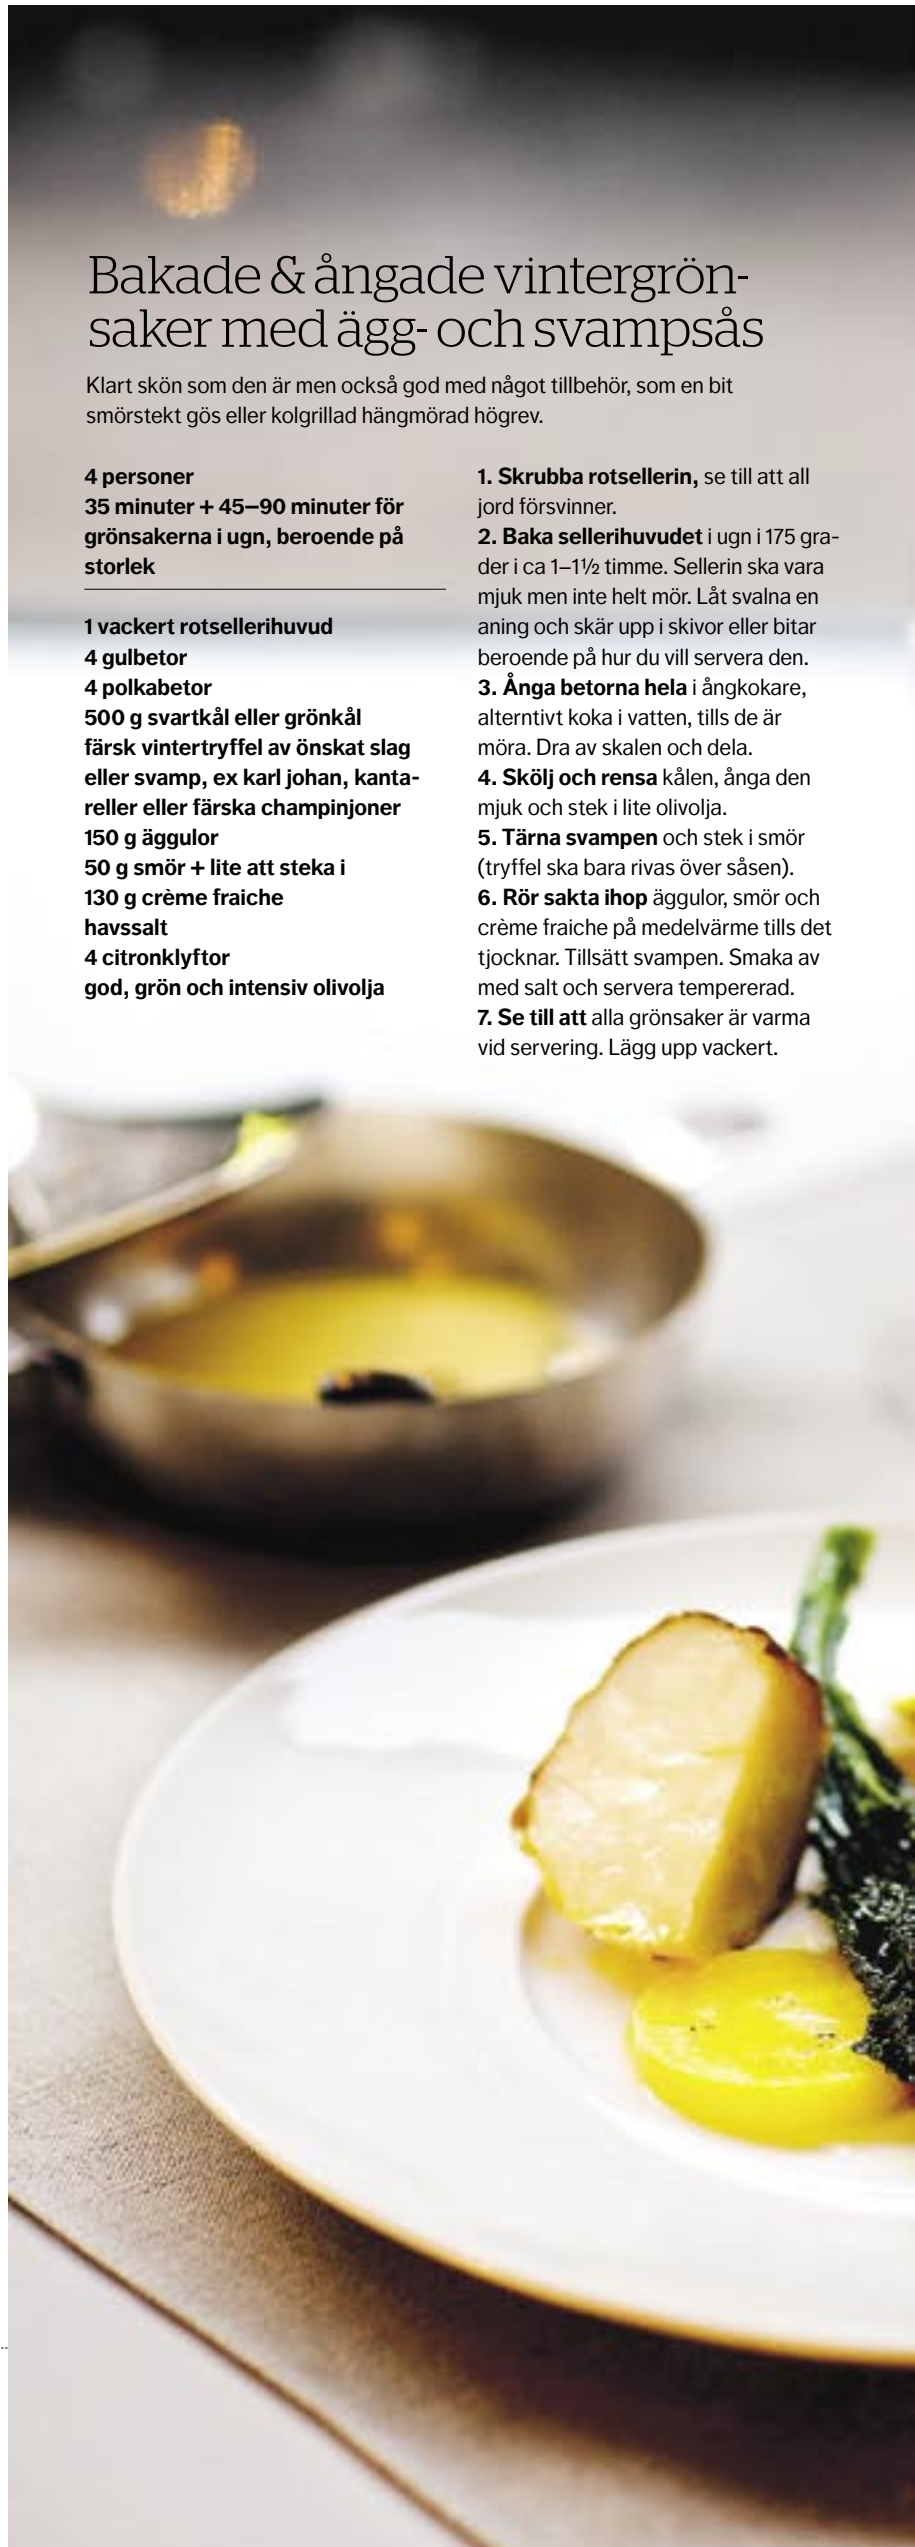 Bakade & ångade vintergrön-
saker med ägg- och svampsås
Klart skön som den är men också god med något tillbehör, som en bit
smörstekt gös eller kolgrillad hängmörad högrev.
4 personer
35 minuter + 45–90 minuter för
grönsakerna i ugn, beroende på
storlek
1 vackert rotsellerihuvud
4 gulbetor
4 polkabetor
500 g svartkål eller grönkål
färsk vintertryffel av önskat slag
eller svamp, ex karl johan, kanta-
reller eller färska champinjoner
150 g äggulor
50 g smör + lite att steka i
130 g crème fraiche
havssalt
4 citronklyftor
god, grön och intensiv olivolja
1. Skrubba rotsellerin, se till att all
jord försvinner.
2. Baka sellerihuvudet i ugn i 175 gra-
der i ca 1–1½ timme. Sellerin ska vara
mjuk men inte helt mör. Låt svalna en
aning och skär upp i skivor eller bitar
beroende på hur du vill servera den.
3. Ånga betorna hela i ångkokare,
alterntivt koka i vatten, tills de är
möra. Dra av skalen och dela.
4. Skölj och rensa kålen, ånga den
mjuk och stek i lite olivolja.
5. Tärna svampen och stek i smör
(tryffel ska bara rivas över såsen).
6. Rör sakta ihop äggulor, smör och
crème fraiche på medelvärme tills det
tjocknar. Tillsätt svampen. Smaka av
med salt och servera tempererad.
7. Se till att alla grönsaker är varma
vid servering. Lägg upp vackert.